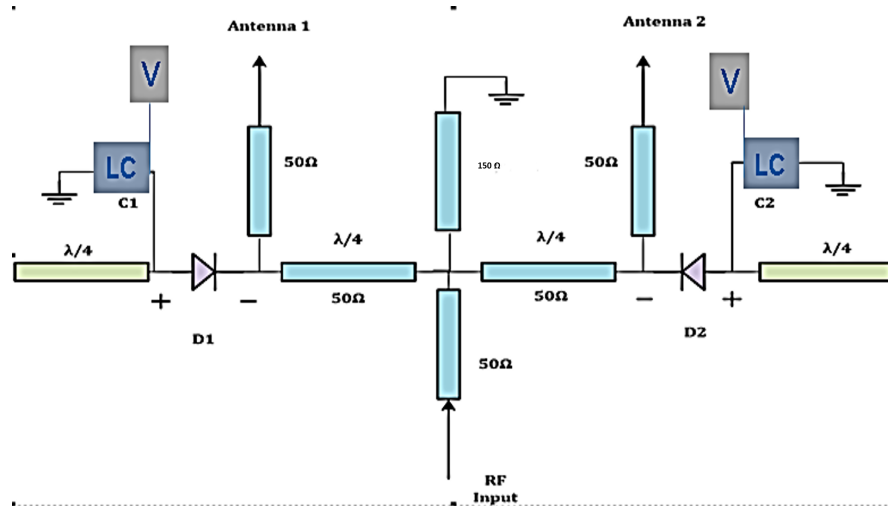 Antenna 1
Antenna 2
V
V
LC
LC
50Ω
150 Ω
50Ω
C1
C2
λ/4
λ/4
λ/4
λ/4
+
−
50Ω
50Ω
−
+
D1
D2
50Ω
RF
Input